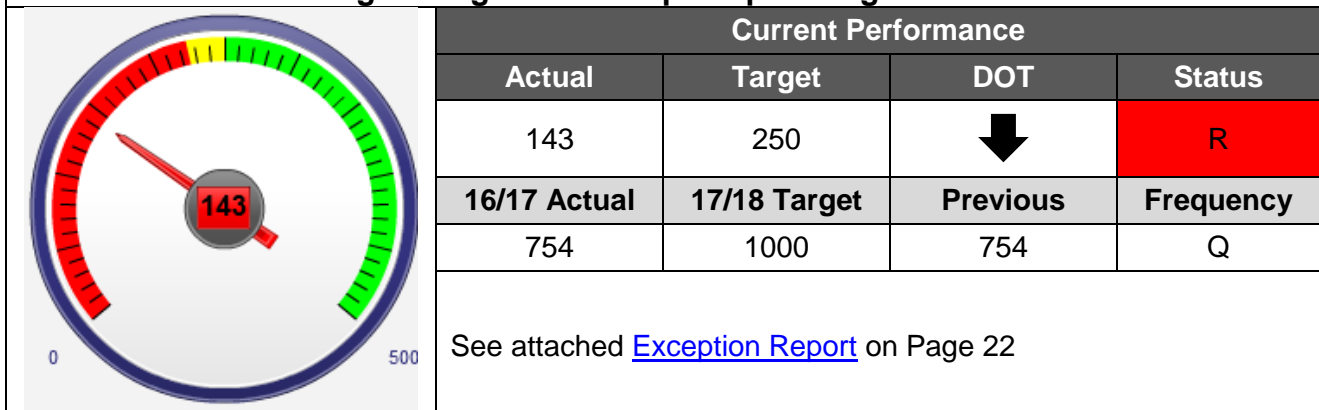 Current Performance
Actual Target DOT Status
143 250 R
16/17 Actual 17/18 Target Previous Frequency
754 1000 754 Q
See attached Exception Report on Page 22
143
0 500